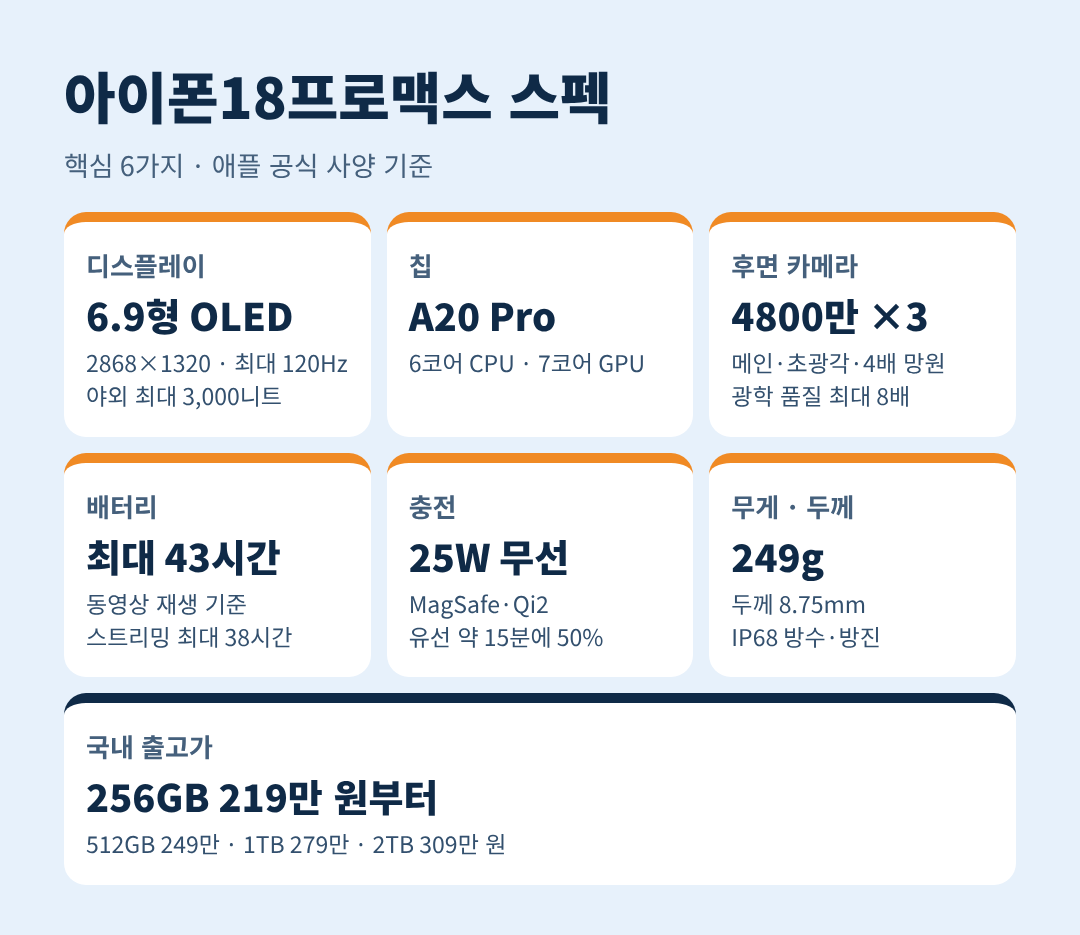 아이폰18프로맥스 스펙
핵심 6가지 · 애플 공식 사양 기준
디스플레이
6.9형 OLED
2868×1320 · 최대 120Hz
야외 최대 3,000니트
칩
A20 Pro
6코어 CPU · 7코어 GPU
후면 카메라
4800만 ×3
메인·초광각·4배 망원
광학 품질 최대 8배
배터리
최대 43시간
동영상 재생 기준
스트리밍 최대 38시간
충전
25W 무선
MagSafe·Qi2
유선 약 15분에 50%
무게 · 두께
249g
두께 8.75mm
IP68 방수·방진
국내 출고가
256GB 219만 원부터
512GB 249만 · 1TB 279만 · 2TB 309만 원